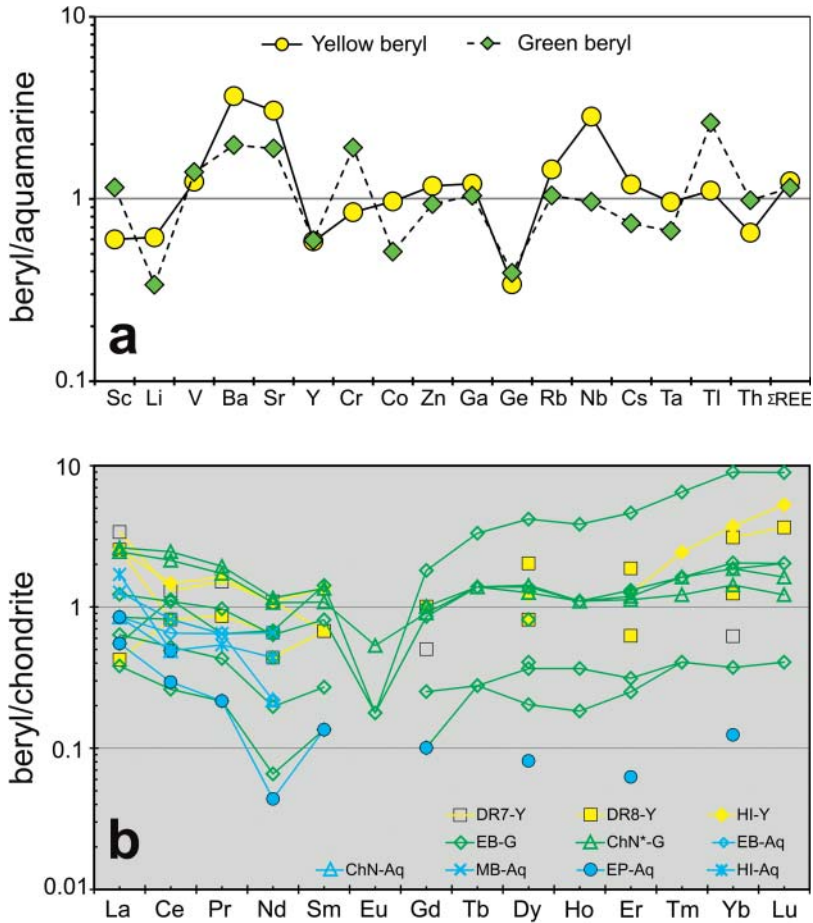 10
Yellow beryl Green beryl
beryl/aquamarine
1
a
0.1
Sc Li V Ba Sr Y Cr Co Zn Ga Ge Rb Nb Cs Ta Tl Th ΣREE
10
beryl/chondrite
1
0.1
DR7-Y DR8-Y HI-Y
EB-G ChN*-G EB-Aq
b
ChN-Aq MB-Aq EP-Aq HI-Aq
0.01
La Ce Pr Nd Sm Eu Gd Tb Dy Ho Er Tm Yb Lu